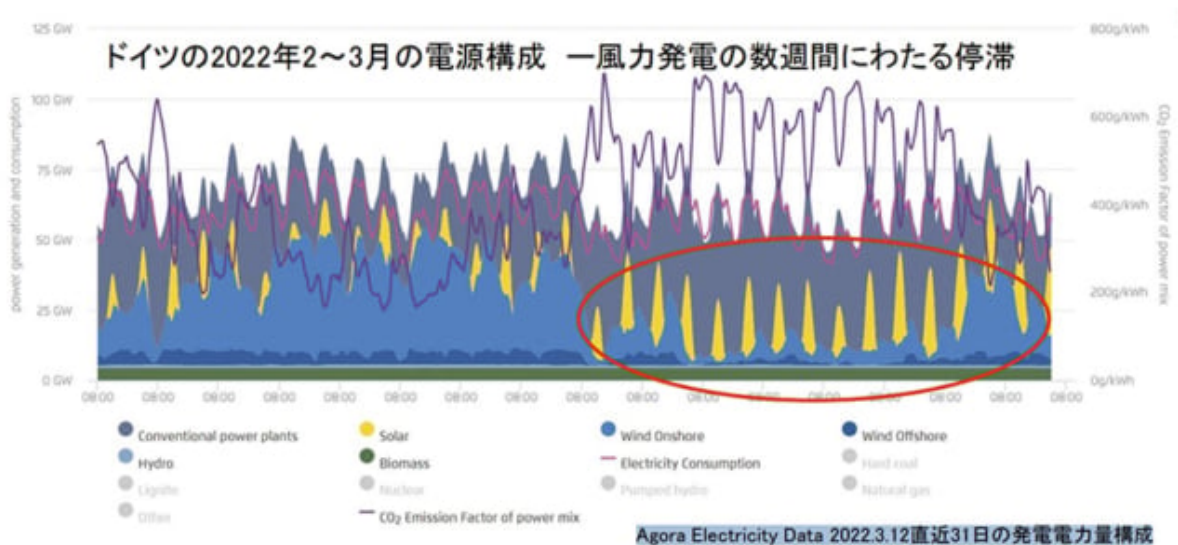 ドイツの2022年2～3月の電源構成 ー風力発電の数週間にわたる停滞
125 GW
100 GW
75 GW
50 GW
25 GW
0 GW
power generation and consumption
800g/kWh
600g/kWh
400g/kWh
200g/kWh
0g/kWh
CO₂ Emission Factor of power mix
08:00 08:00 08:00 08:00 08:00 08:00 08:00 08:00 08:00 08:00 08:00 08:00 08:00 08:00 08:00 08:00 08:00
Conventional power plants Solar Wind Onshore Wind Offshore
Hydro Biomass Electricity Consumption Hard coal
Lignite Nuclear Pumped hydro Natural gas
Other CO₂ Emission Factor of power mix
Agora Electricity Data 2022.3.12直近31日の発電電力量構成